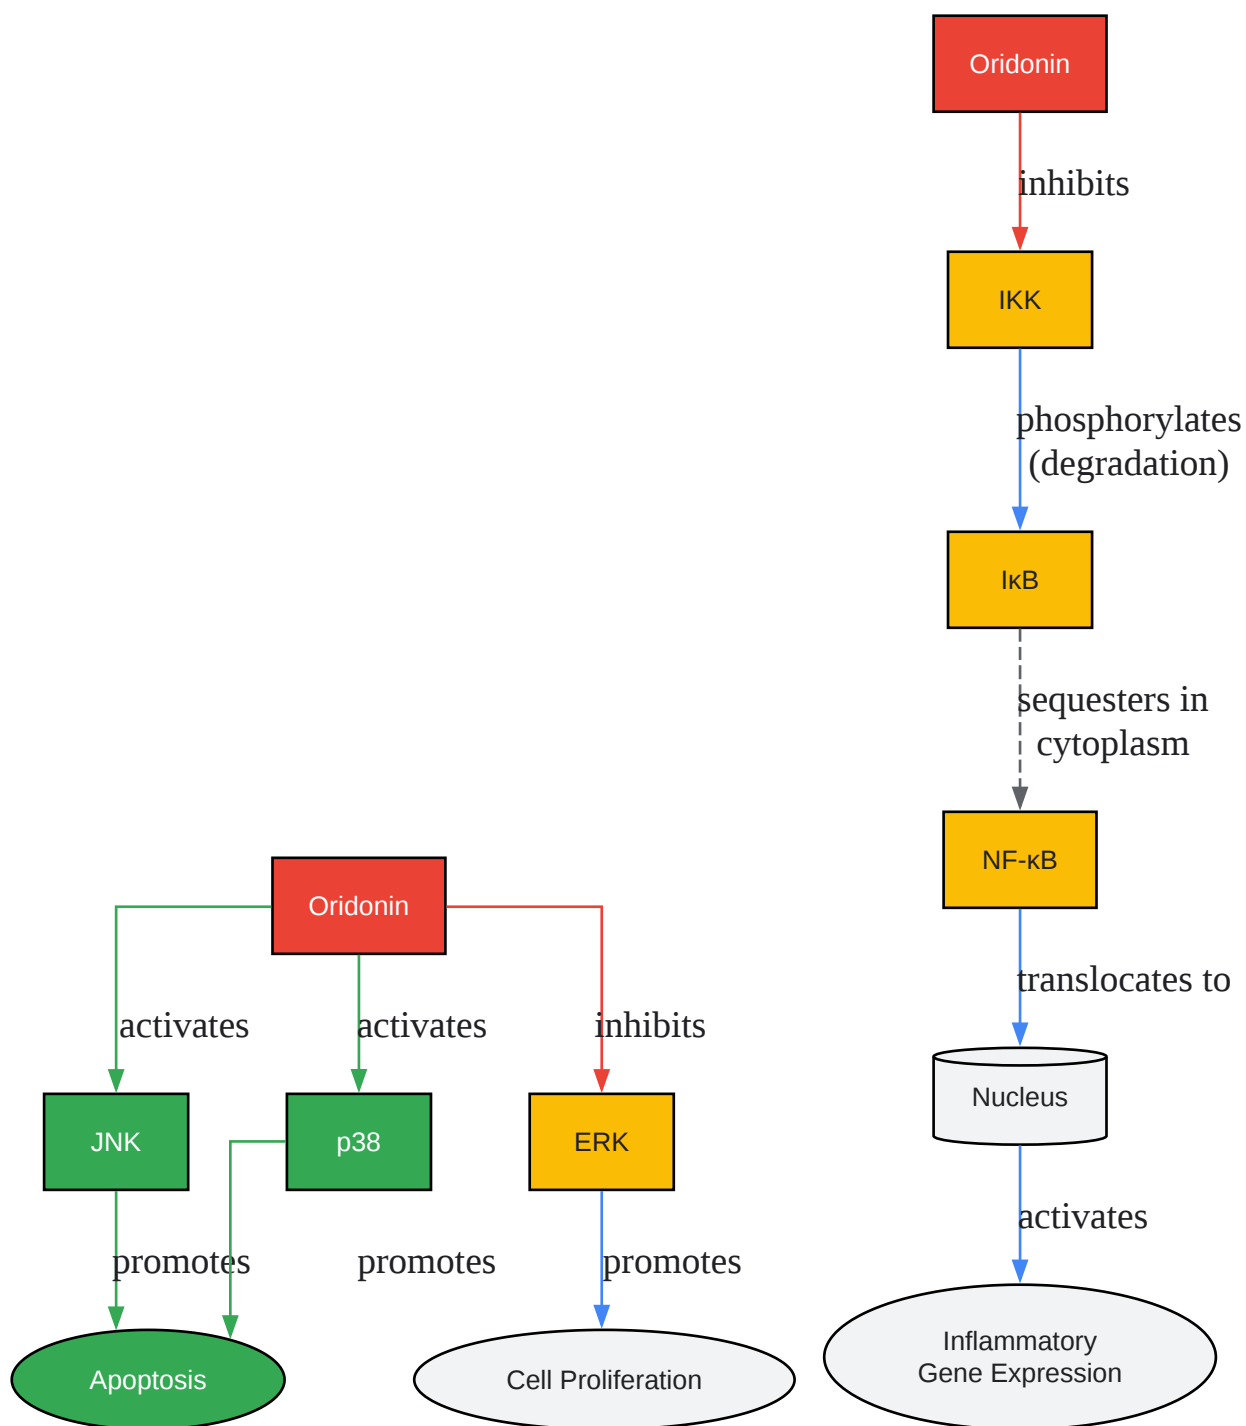 Oridonin
inhibits
IKK
phosphorylates
(degradation)
IκB
sequesters in
cytoplasm
NF-κB
translocates to
Nucleus
activates
Inflammatory
Gene Expression
Oridonin
activates
activates
inhibits
JNK
p38
ERK
promotes
promotes
promotes
Apoptosis
Cell Proliferation